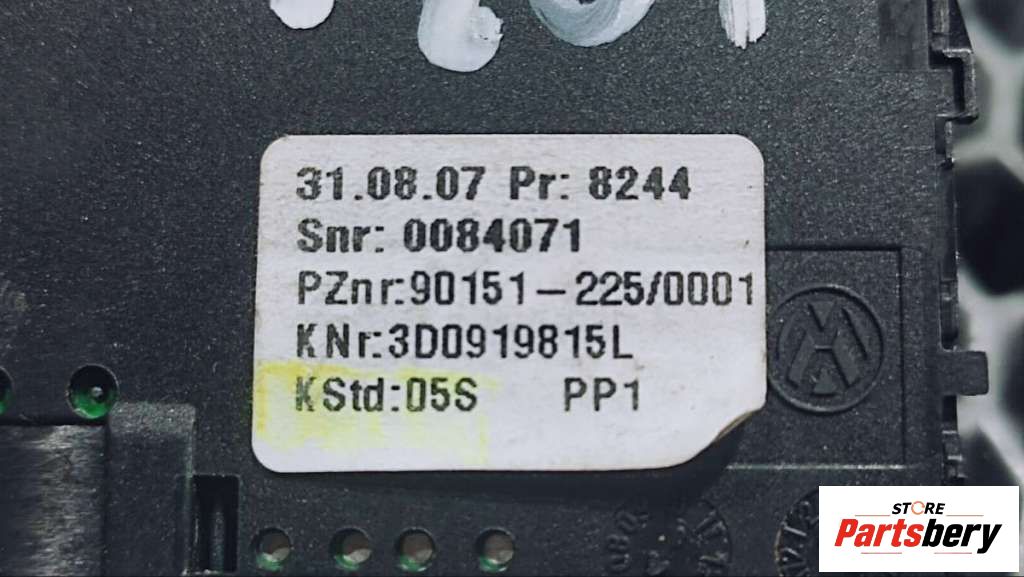 31.08.07 Pr: 8244
Snr: 0084071
PZnr:90151-225/0001
KNr:3D0919815L
KStd:05S PP1
STORE
Partsbery